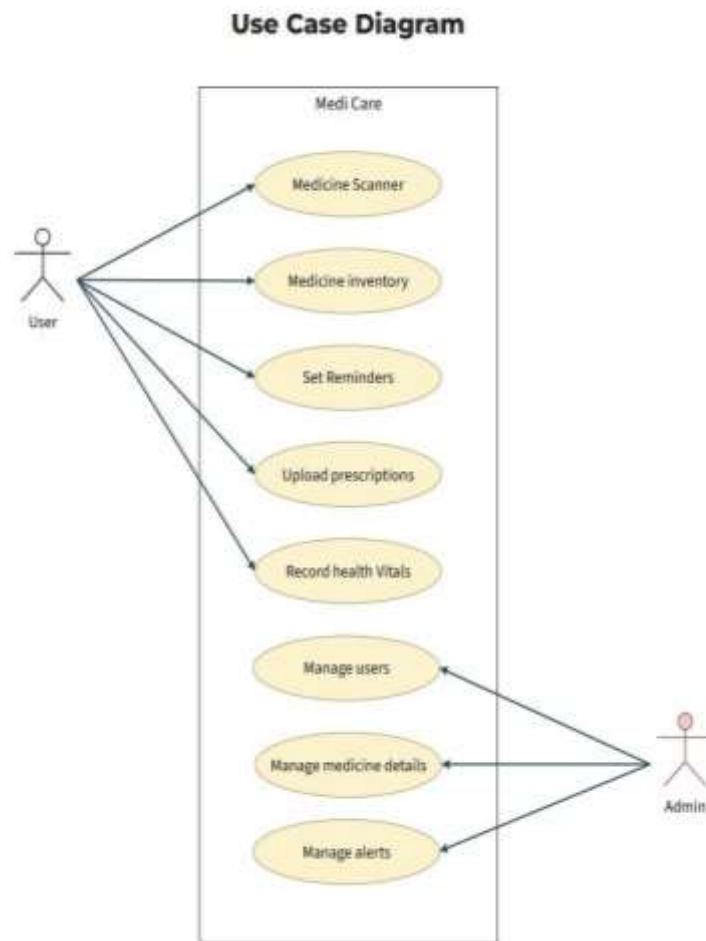 Use Case Diagram
Medi Care
Medicine Scanner
Medicine inventory
User
Set Reminders
Upload prescriptions
Record health Vitals
Manage users
Manage medicine details
Admin
Manage alerts